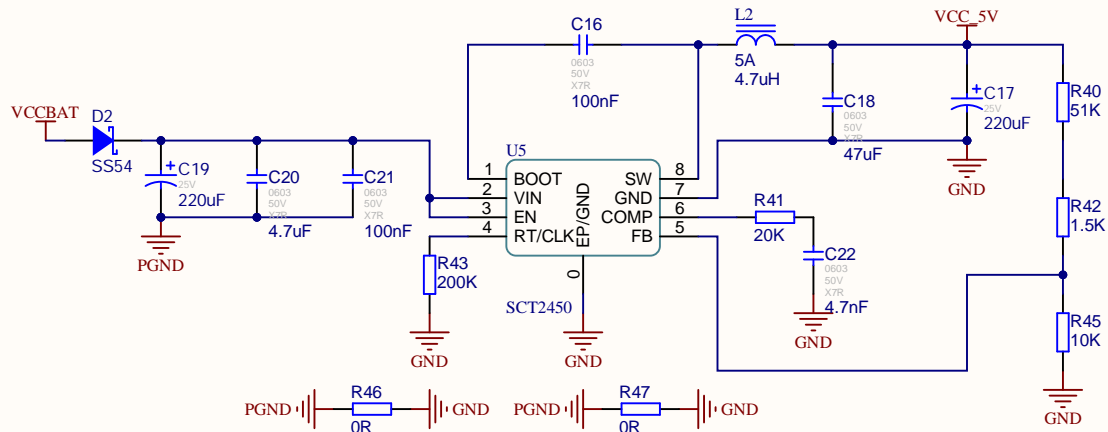 VCC_5V
C16
0603
50V
X7R
100nF
L2
5A
4.7uH
C18
0603
50V
X7R
47uF
C17
25V
220uF
R40
51K
VCCBAT
D2
SS54
C19
25V
220uF
C20
0603
50V
X7R
4.7uF
C21
0603
50V
X7R
100nF
PGND
U5
1 BOOT
2 VIN
3 EN
4 RT/CLK
EP/GND
0
SW 8
GND 7
COMP 6
FB 5
SCT2450
GND
R43
200K
GND
GND
R41
20K
C22
0603
50V
X7R
4.7nF
GND
R42
1.5K
R45
10K
GND
PGND
R46
0R
GND
PGND
R47
0R
GND